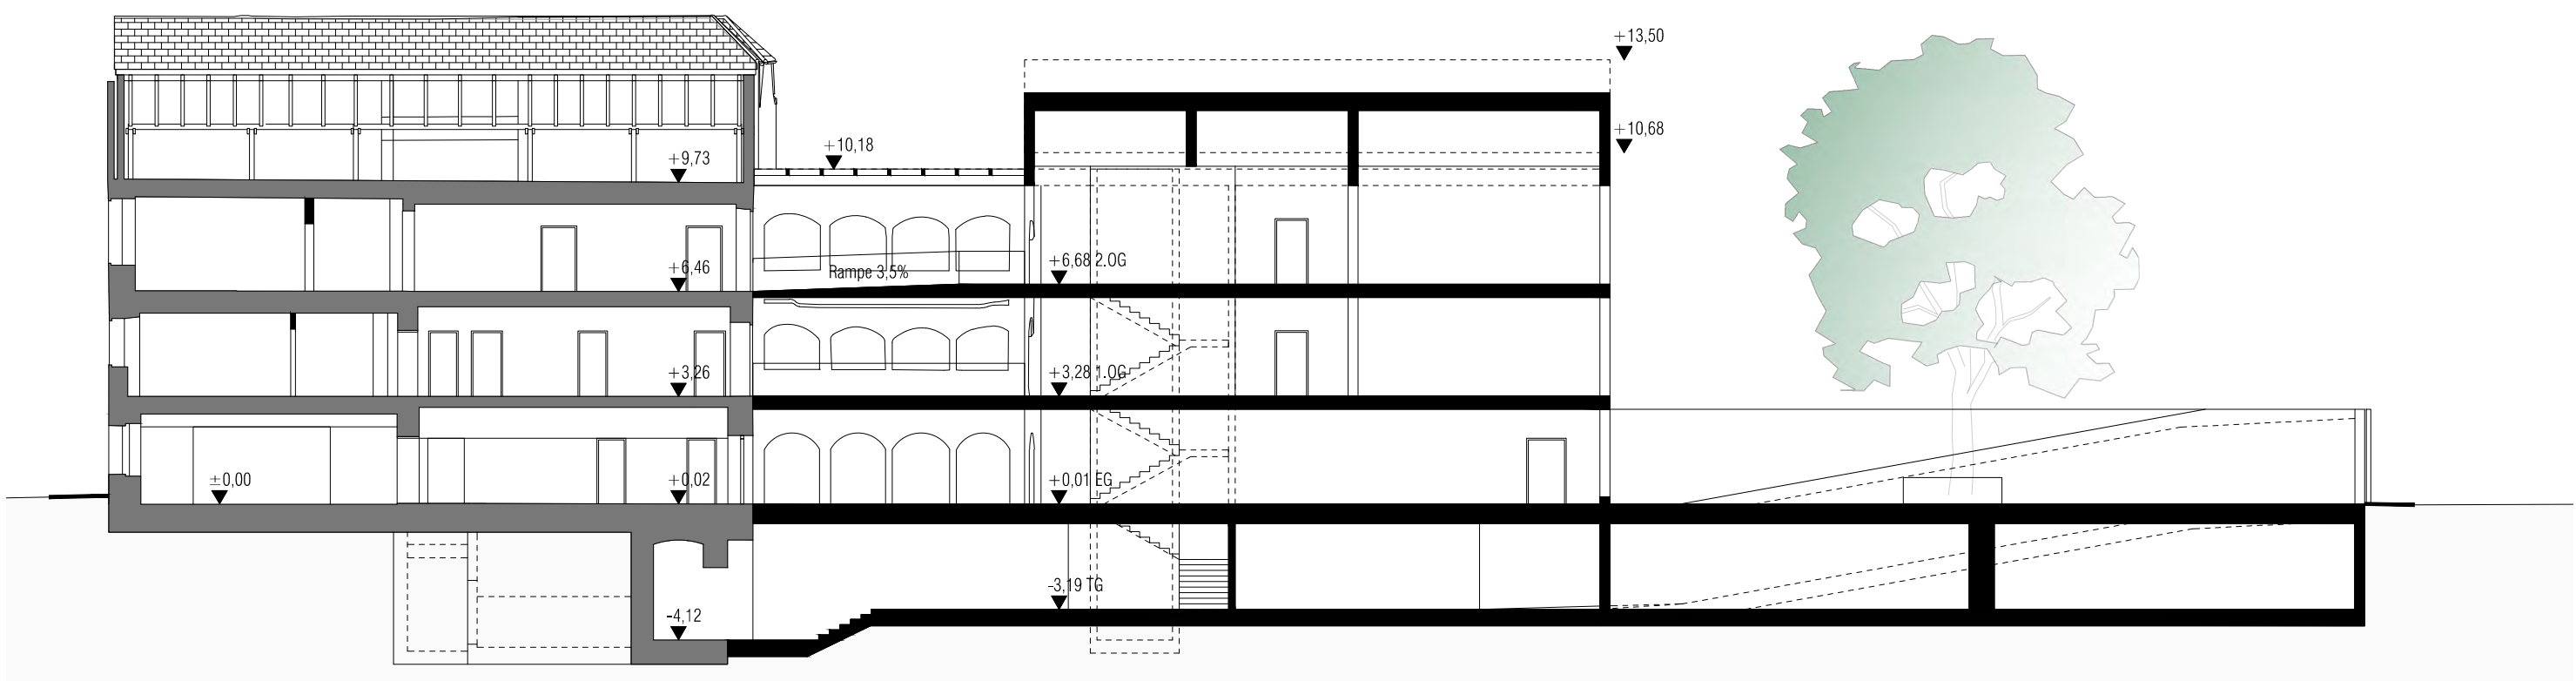 +13,50
+10,68
+10,18
+9,73
+6,46
Rampe 3,5%
+6,68 2.OG
+3,26
+3,28 1.OG
±0,00
+0,02
+0,01 EG
-3,19 TG
-4,12